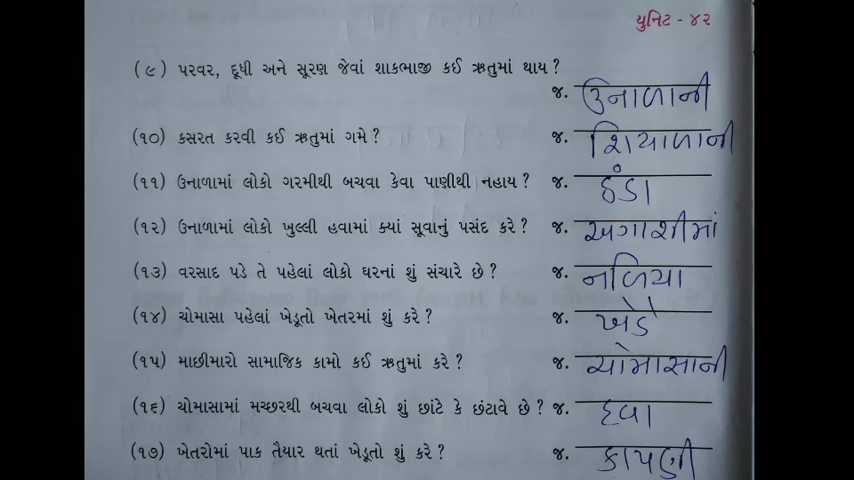 યુનિટ - ૪૨
(૯) પરવર, દૂધી અને સૂરણ જેવાં શાકભાજી કઈ ઋતુમાં થાય ?
જ. ઉનાળાની
(૧૦) કસરત કરવી કઈ ઋતુમાં ગમે ? જ. શિયાળાની
(૧૧) ઉનાળામાં લોકો ગરમીથી બચવા કેવા પાણીથી નહાય ? જ. ઠંડા
(૧૨) ઉનાળામાં લોકો ખુલ્લી હવામાં ક્યાં સૂવાનું પસંદ કરે ? જ. અગાશીમાં
(૧૩) વરસાદ પડે તે પહેલાં લોકો ઘરનાં શું સંચારે છે ? જ. નળિયા
(૧૪) ચોમાસા પહેલાં ખેડૂતો ખેતરમાં શું કરે ? જ. ખેડે
(૧૫) માછીમારો સામાજિક કામો કઈ ઋતુમાં કરે ? જ. ચોમાસાની
(૧૬) ચોમાસામાં મચ્છરથી બચવા લોકો શું છાંટે કે છંટાવે છે ? જ. દવા
(૧૭) ખેતરોમાં પાક તૈયાર થતાં ખેડૂતો શું કરે ? જ. કાપણી